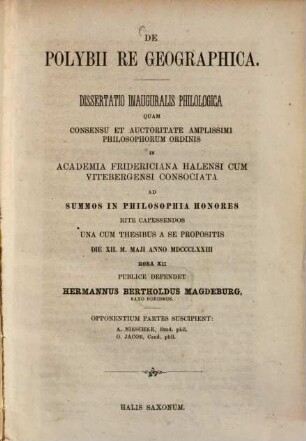 DE
POLYBII RE GEOGRAPHICA.
DISSERTATIO INAUGURALIS PHILOLOGICA
QUAM
CONSENSU ET AUCTORITATE AMPLISSIMI
PHILOSOPHORUM ORDINIS
IN
ACADEMIA FRIDERICIANA HALENSI CUM
VITEBERGENSI CONSOCIATA
AD
SUMMOS IN PHILOSOPHIA HONORES
RITE CAPESSENDOS
UNA CUM THESIBUS A SE PROPOSITIS
DIE XII. M. MAJI ANNO MDCCCLXXIII
HORA XII
PUBLICE DEFENDET
HERMANNUS BERTHOLDUS MAGDEBURG,
SAXO BORUSSUS.
OPPONENTIUM PARTES SUSCIPIENT:
A. NIESCHKE, Stud. phil.
O. JACOB, Cand. phil.
HALIS SAXONUM.